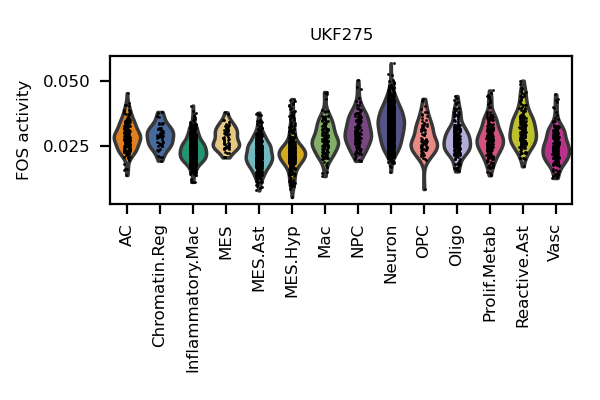 UKF275
FOS activity
0.050
0.025
AC
Chromatin.Reg
Inflammatory.Mac
MES
MES.Ast
MES.Hyp
Mac
NPC
Neuron
OPC
Oligo
Prolif.Metab
Reactive.Ast
Vasc